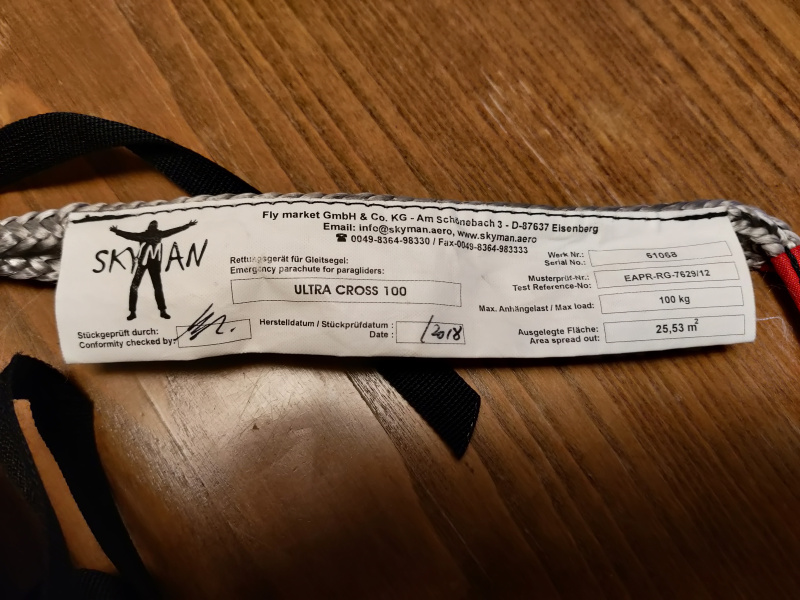 Fly market GmbH & Co. KG - Am Schönebach 3 - D-87637 Eisenberg
Email: info@skyman.aero, www.skyman.aero
☎ 0049-8364-98330 / Fax-0049-8364-983333
SKYMAN
Rettungsgerät für Gleitsegel:
Emergency parachute for paragliders:
ULTRA CROSS 100
Werk Nr.:
Serial No.:
51068
Musterprüf-Nr.:
Test Reference-No:
EAPR-RG-7629/12
Max. Anhängelast / Max load:
100 kg
Stückgeprüft durch:
Conformity checked by:
Herstelldatum / Stückprüfdatum :
Date :
/2018
Ausgelegte Fläche:
Area spread out:
25,53 m²